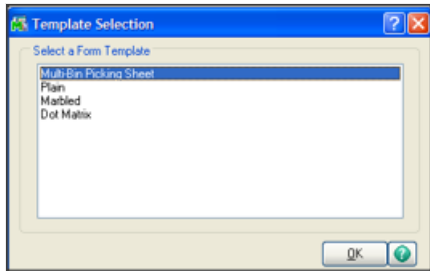 Template Selection
Select a Form Template
Multi-Bin Picking Sheet
Plain
Marbled
Dot Matrix
OK